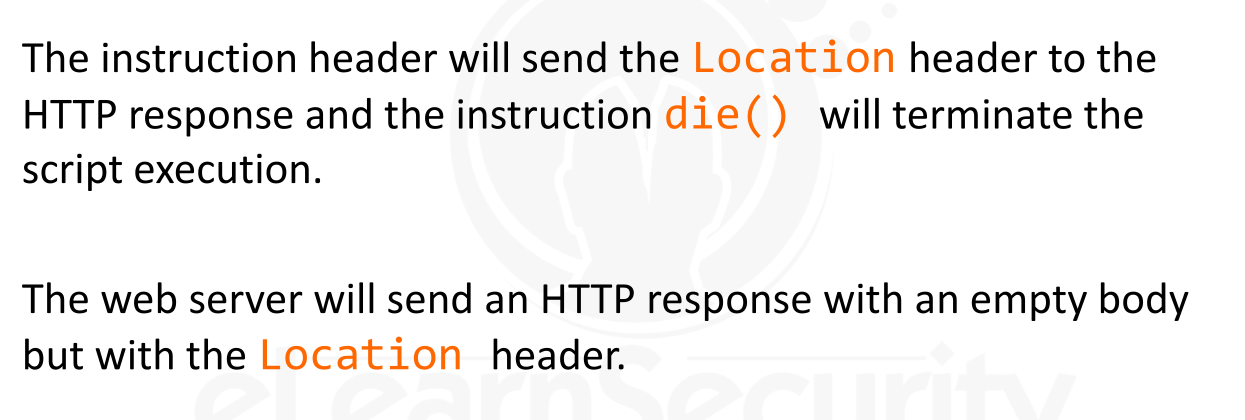 The instruction header will send the Location header to the
HTTP response and the instruction die() will terminate the
script execution.
The web server will send an HTTP response with an empty body
but with the Location header.
eLearnSecurity